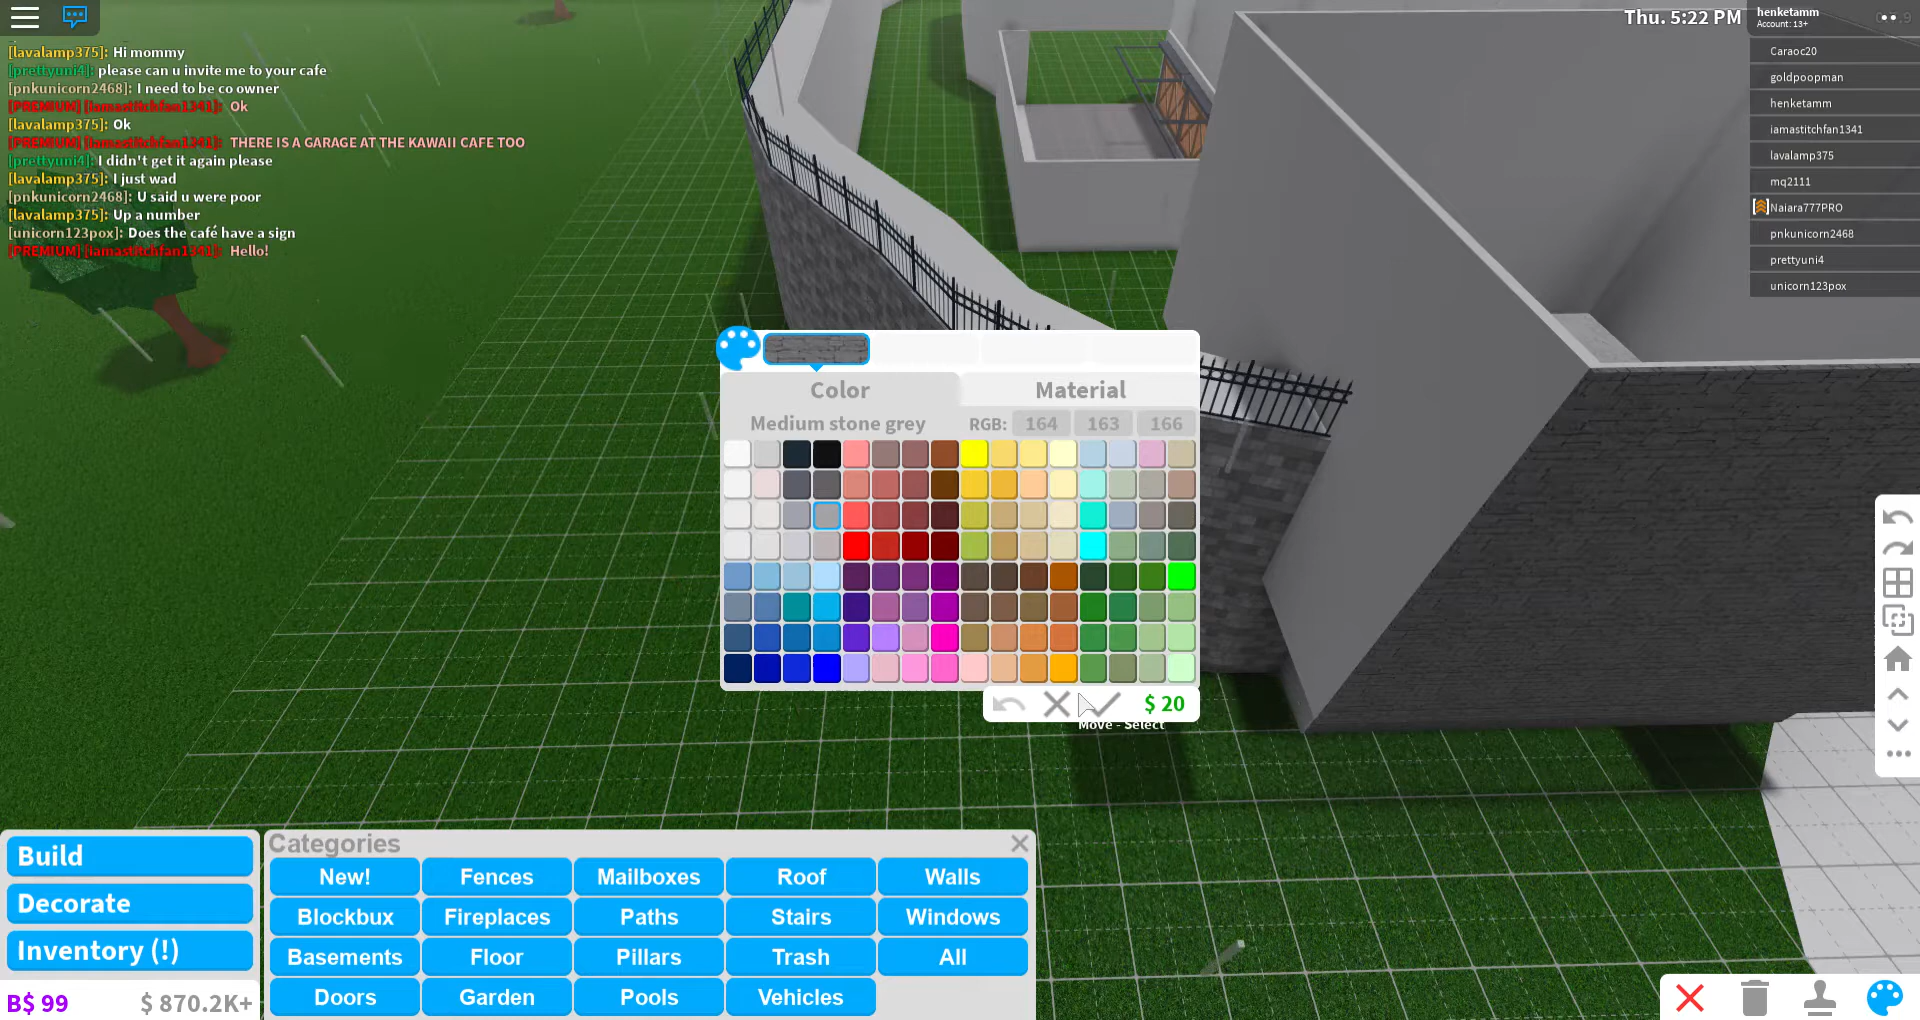 Thu. 5:22 PM
henketamm
Account: 13+
[lavalamp375]: Hi mommy
[prettyuni4]: please can u invite me to your cafe
[pnkunicorn2468]: I need to be co owner
[PREMIUM] [iamastitchfan1341]: Ok
[lavalamp375]: Ok
[PREMIUM] [iamastitchfan1341]: THERE IS A GARAGE AT THE KAWAII CAFE TOO
[prettyuni4]: I didn't get it again please
[lavalamp375]: I just wad
[pnkunicorn2468]: U said u were poor
[lavalamp375]: Up a number
[unicorn123pox]: Does the café have a sign
[PREMIUM] [iamastitchfan1341]: Hello!
Caraoc20
goldpoopman
henketamm
iamastitchfan1341
lavalamp375
mq2111
Naiara777PRO
pnkunicorn2468
prettyuni4
unicorn123pox
Color
Material
Medium stone grey
RGB: 164 163 166
$ 20
Move - Select
Build
Decorate
Inventory (!)
B$ 99
$ 870.2K+
Categories
New! Fences Mailboxes Roof Walls
Blockbux Fireplaces Paths Stairs Windows
Basements Floor Pillars Trash All
Doors Garden Pools Vehicles